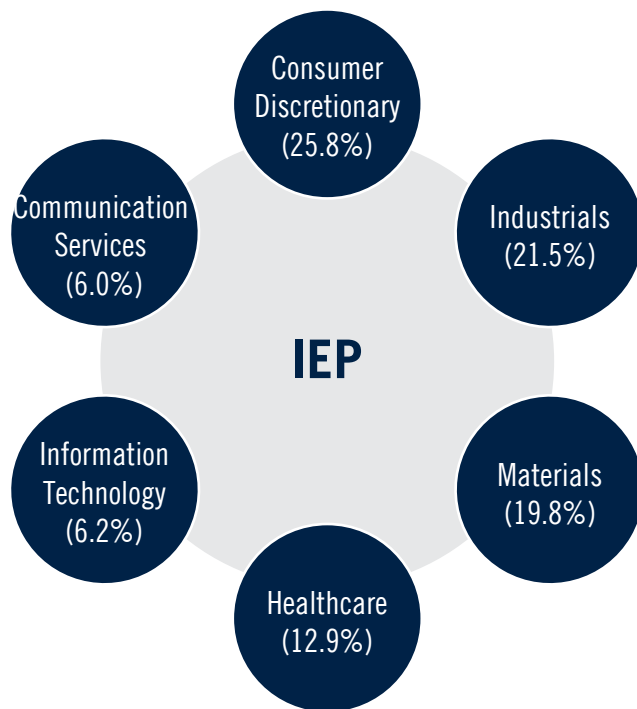 Consumer
Discretionary
(25.8%)
Communication
Services
(6.0%)
Industrials
(21.5%)
IEP
Information
Technology
(6.2%)
Materials
(19.8%)
Healthcare
(12.9%)